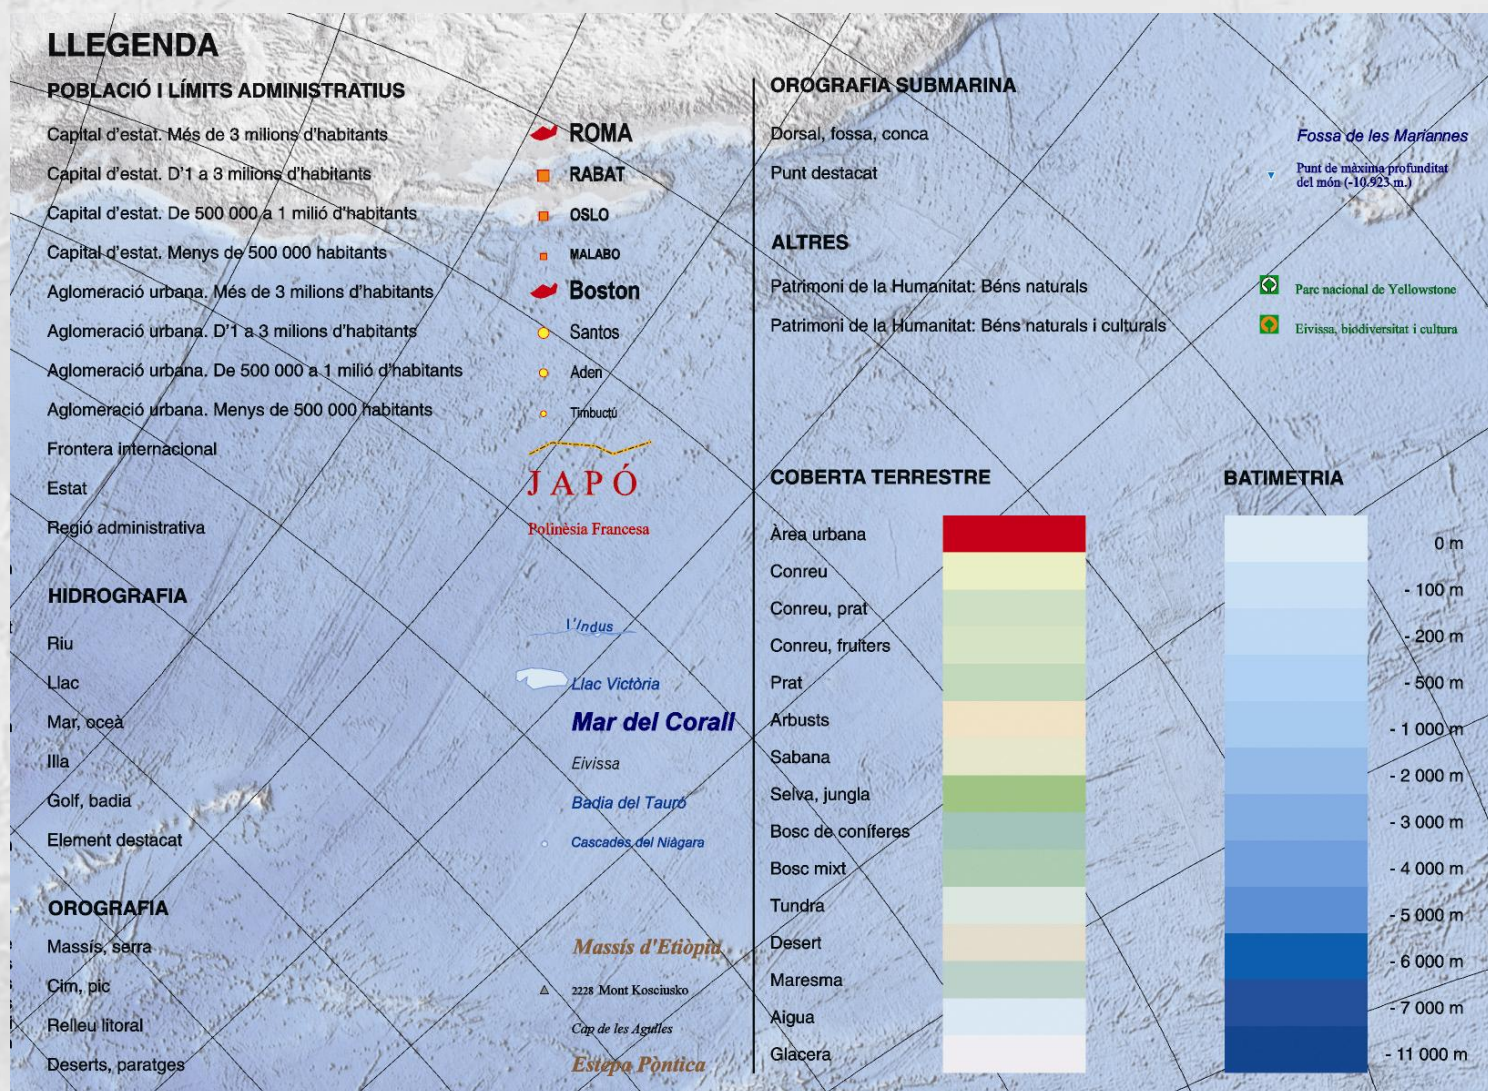 LLEGENDA
POBLACIÓ I LÍMITS ADMINISTRATIUS
Capital d'estat. Més de 3 milions d'habitants ROMA
Capital d'estat. D'1 a 3 milions d'habitants RABAT
Capital d'estat. De 500 000 a 1 milió d'habitants OSLO
Capital d'estat. Menys de 500 000 habitants MALABO
Aglomeració urbana. Més de 3 milions d'habitants Boston
Aglomeració urbana. D'1 a 3 milions d'habitants Santos
Aglomeració urbana. De 500 000 a 1 milió d'habitants Aden
Aglomeració urbana. Menys de 500 000 habitants Timbuctú
Frontera internacional
Estat JAPÓ
Regió administrativa Polinèsia Francesa
HIDROGRAFIA
Riu L'Indus
Llac Llac Victòria
Mar, oceà Mar del Corall
Illa Eivissa
Golf, badia Badia del Tauró
Element destacat Cascades del Niàgara
OROGRAFIA
Massís, serra Massís d'Etiòpia
Cim, pic 2228 Mont Kosciusko
Relleu litoral Cap de les Agulles
Deserts, paratges Estepa Pòntica
OROGRAFIA SUBMARINA
Dorsal, fossa, conca Fossa de les Mariannes
Punt destacat Punt de màxima profunditat
del món (-10.923 m.)
ALTRES
Patrimoni de la Humanitat: Béns naturals Parc nacional de Yellowstone
Patrimoni de la Humanitat: Béns naturals i culturals Eivissa, biodiversitat i cultura
COBERTA TERRESTRE
Àrea urbana
Conreu
Conreu, prat
Conreu, fruiters
Prat
Arbusts
Sabana
Selva, jungla
Bosc de coníferes
Bosc mixt
Tundra
Desert
Maresma
Aigua
Glacera
BATIMETRIA
0 m
- 100 m
- 200 m
- 500 m
- 1 000 m
- 2 000 m
- 3 000 m
- 4 000 m
- 5 000 m
- 6 000 m
- 7 000 m
- 11 000 m